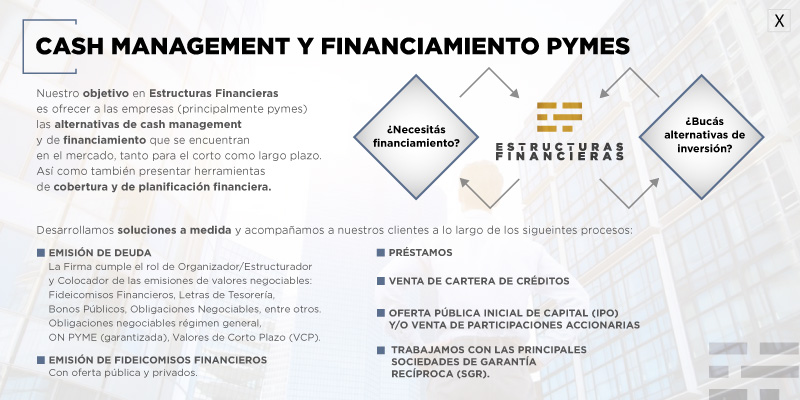 CASH MANAGEMENT Y FINANCIAMIENTO PYMES
X
Nuestro objetivo en Estructuras Financieras
es ofrecer a las empresas (principalmente pymes)
las alternativas de cash management
y de financiamiento que se encuentran
en el mercado, tanto para el corto como largo plazo.
Así como también presentar herramientas
de cobertura y de planificación financiera.
¿Necesitás
financiamiento?
ESTRUCTURAS
FINANCIERAS
¿Bucás
alternativas de
inversión?
Desarrollamos soluciones a medida y acompañamos a nuestros clientes a lo largo de los sigueintes procesos:
EMISIÓN DE DEUDA
La Firma cumple el rol de Organizador/Estructurador
y Colocador de las emisiones de valores negociables:
Fideicomisos Financieros, Letras de Tesorería,
Bonos Públicos, Obligaciones Negociables, entre otros.
Obligaciones negociables régimen general,
ON PYME (garantizada), Valores de Corto Plazo (VCP).
EMISIÓN DE FIDEICOMISOS FINANCIEROS
Con oferta pública y privados.
PRÉSTAMOS
VENTA DE CARTERA DE CRÉDITOS
OFERTA PÚBLICA INICIAL DE CAPITAL (IPO)
Y/O VENTA DE PARTICIPACIONES ACCIONARIAS
TRABAJAMOS CON LAS PRINCIPALES
SOCIEDADES DE GARANTÍA
RECÍPROCA (SGR).